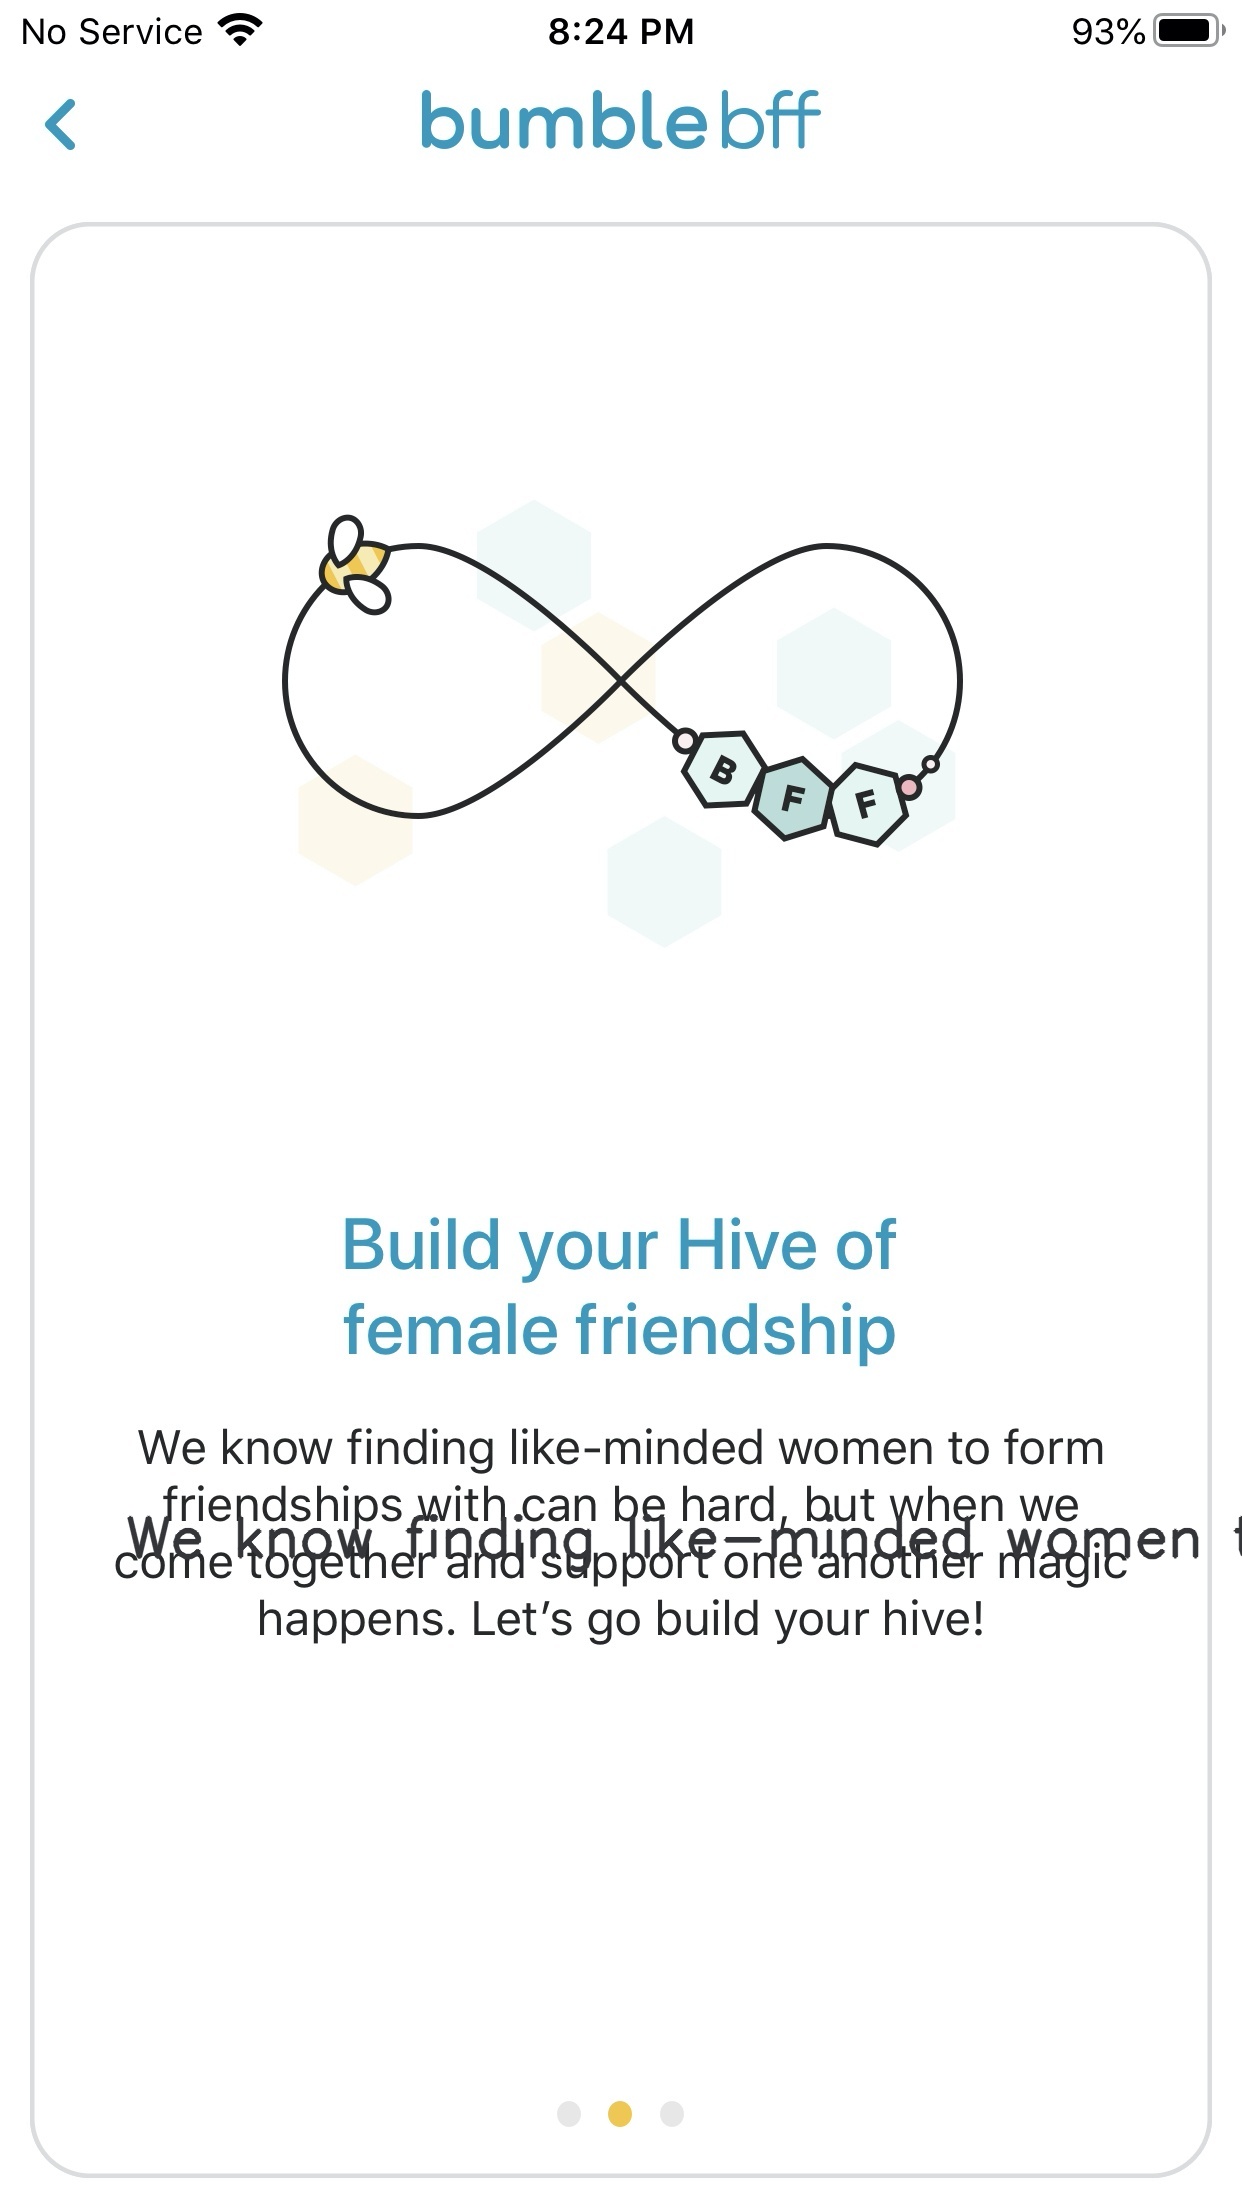 No Service 8:24 PM 93%
bumble bff
B F F
Build your Hive of
female friendship
We know finding like-minded women to form
friendships with can be hard, but when we
We know finding like-minded women t
come together and support one another magic
happens. Let’s go build your hive!